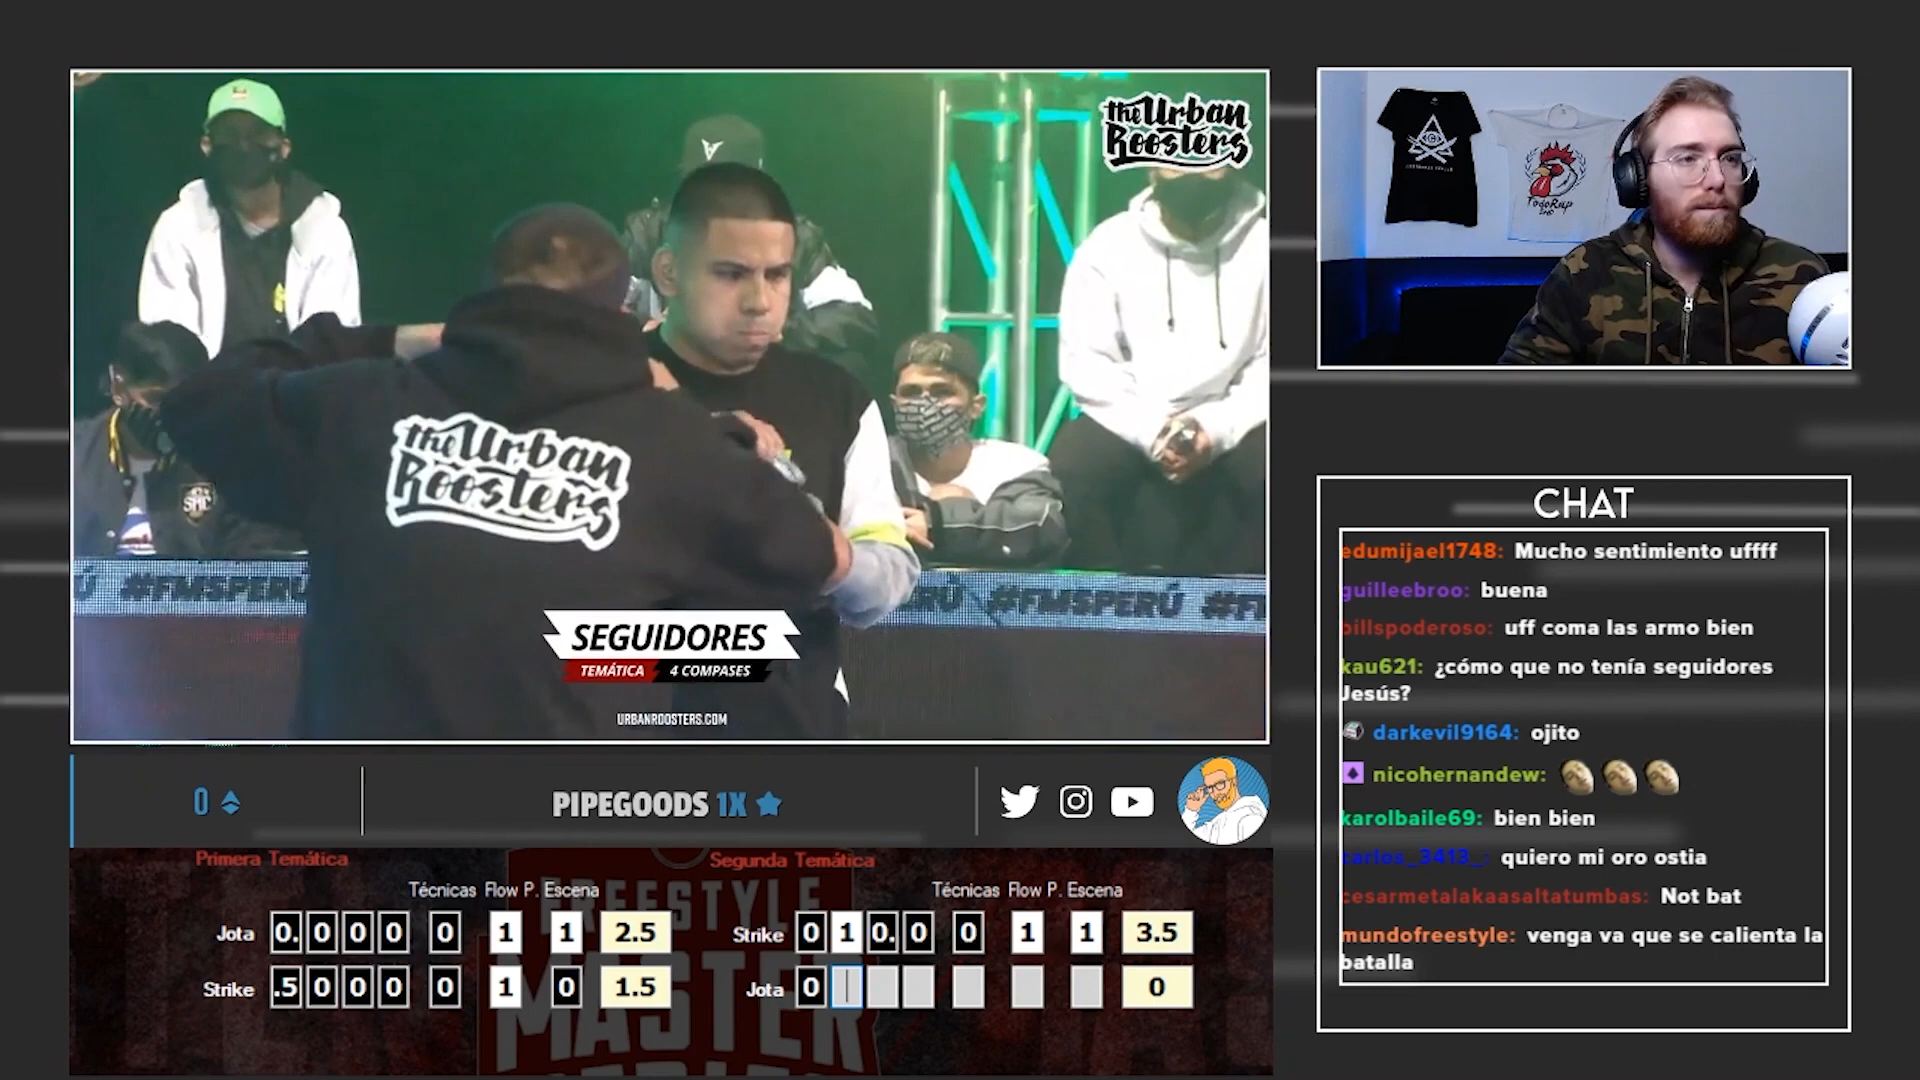 the Urban
Roosters
the Urban
Roosters
SHC
#FMSPERÚ
#FMSPERÚ
SEGUIDORES
TEMÁTICA 4 COMPASES
URBANROOSTERS.COM
TodoRap
CHAT
edumijael1748: Mucho sentimiento uffff
guilleebroo: buena
billspoderoso: uff coma las armo bien
kau621: ¿cómo que no tenía seguidores
Jesús?
darkevil9164: ojito
nicohernandew:
karolbaile69: bien bien
carlos_3413_: quiero mi oro ostia
cesarmetalakaasaltatumbas: Not bat
mundofreestyle: venga va que se calienta la
batalla
0
PIPEGOODS 1X
Primera Temática
Técnicas Flow P. Escena
Jota 0. 0 0 0 0 1 1 2.5
Strike .5 0 0 0 0 1 0 1.5
Segunda Temática
Técnicas Flow P. Escena
Strike 0 1 0. 0 0 1 1 3.5
Jota 0 0
FREESTYLE
MASTER